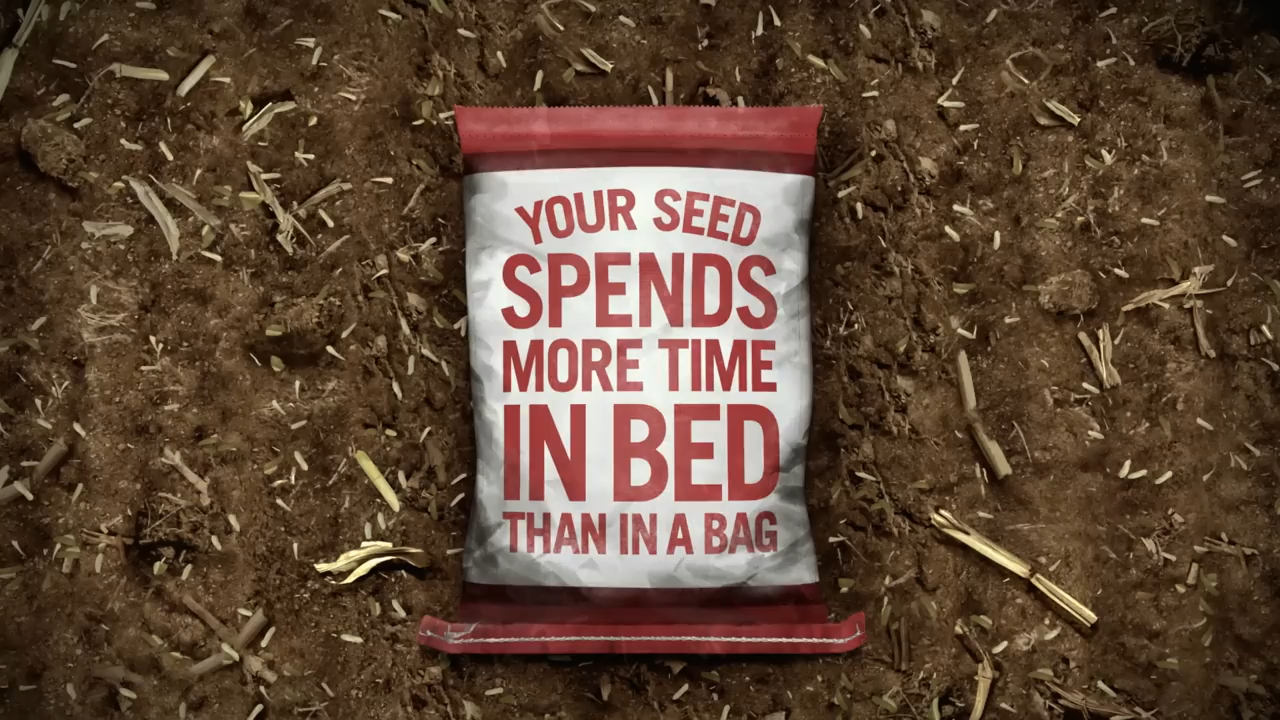 YOUR SEED
SPENDS
MORE TIME
IN BED
THAN IN A BAG